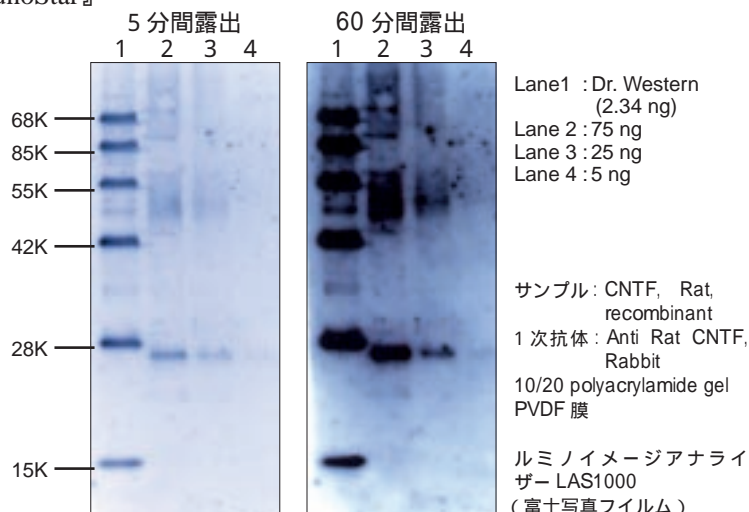 5 分間露出 60 分間露出
1 2 3 4 1 2 3 4
68K
85K
55K
42K
28K
15K
Lane1 : Dr. Western
(2.34 ng)
Lane 2 : 75 ng
Lane 3 : 25 ng
Lane 4 : 5 ng
サンプル : CNTF, Rat,
recombinant
1 次抗体 : Anti Rat CNTF,
Rabbit
10/20 polyacrylamide gel
PVDF 膜
ルミノイメージアナライ
ザー LAS1000
(富士写真フイルム)